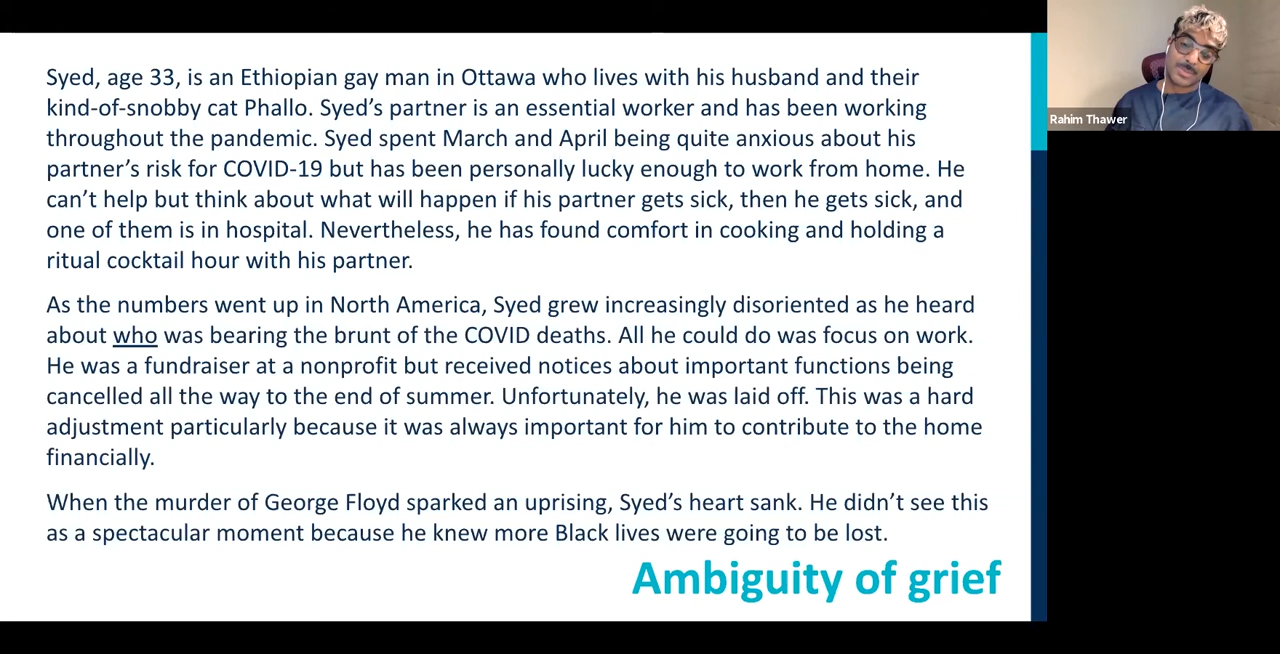 Syed, age 33, is an Ethiopian gay man in Ottawa who lives with his husband and their
kind-of-snobby cat Phallo. Syed’s partner is an essential worker and has been working
throughout the pandemic. Syed spent March and April being quite anxious about his
partner’s risk for COVID-19 but has been personally lucky enough to work from home. He
can’t help but think about what will happen if his partner gets sick, then he gets sick, and
one of them is in hospital. Nevertheless, he has found comfort in cooking and holding a
ritual cocktail hour with his partner.
As the numbers went up in North America, Syed grew increasingly disoriented as he heard
about who was bearing the brunt of the COVID deaths. All he could do was focus on work.
He was a fundraiser at a nonprofit but received notices about important functions being
cancelled all the way to the end of summer. Unfortunately, he was laid off. This was a hard
adjustment particularly because it was always important for him to contribute to the home
financially.
When the murder of George Floyd sparked an uprising, Syed’s heart sank. He didn’t see this
as a spectacular moment because he knew more Black lives were going to be lost.
Ambiguity of grief
Rahim Thawer